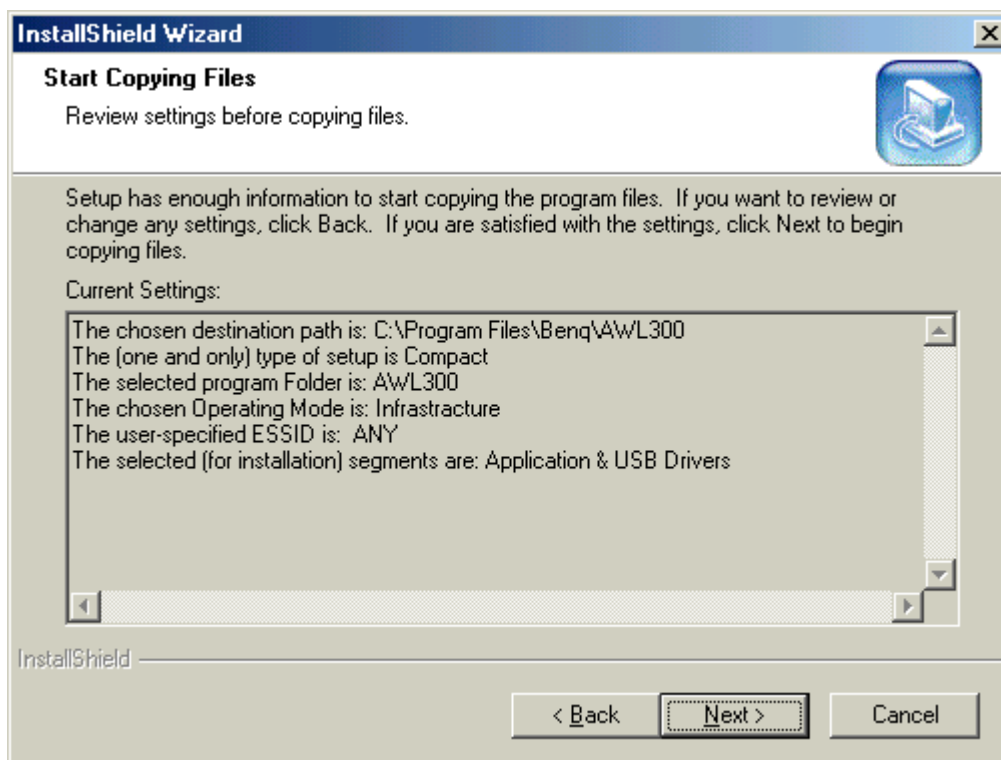 InstallShield Wizard
Start Copying Files
Review settings before copying files.
Setup has enough information to start copying the program files.  If you want to review or
change any settings, click Back.  If you are satisfied with the settings, click Next to begin
copying files.
Current Settings:
The chosen destination path is: C:\Program Files\Benq\AWL300
The (one and only) type of setup is Compact
The selected program Folder is: AWL300
The chosen Operating Mode is: Infrastracture
The user-specified ESSID is:  ANY
The selected (for installation) segments are: Application & USB Drivers
InstallShield
< Back
Next >
Cancel